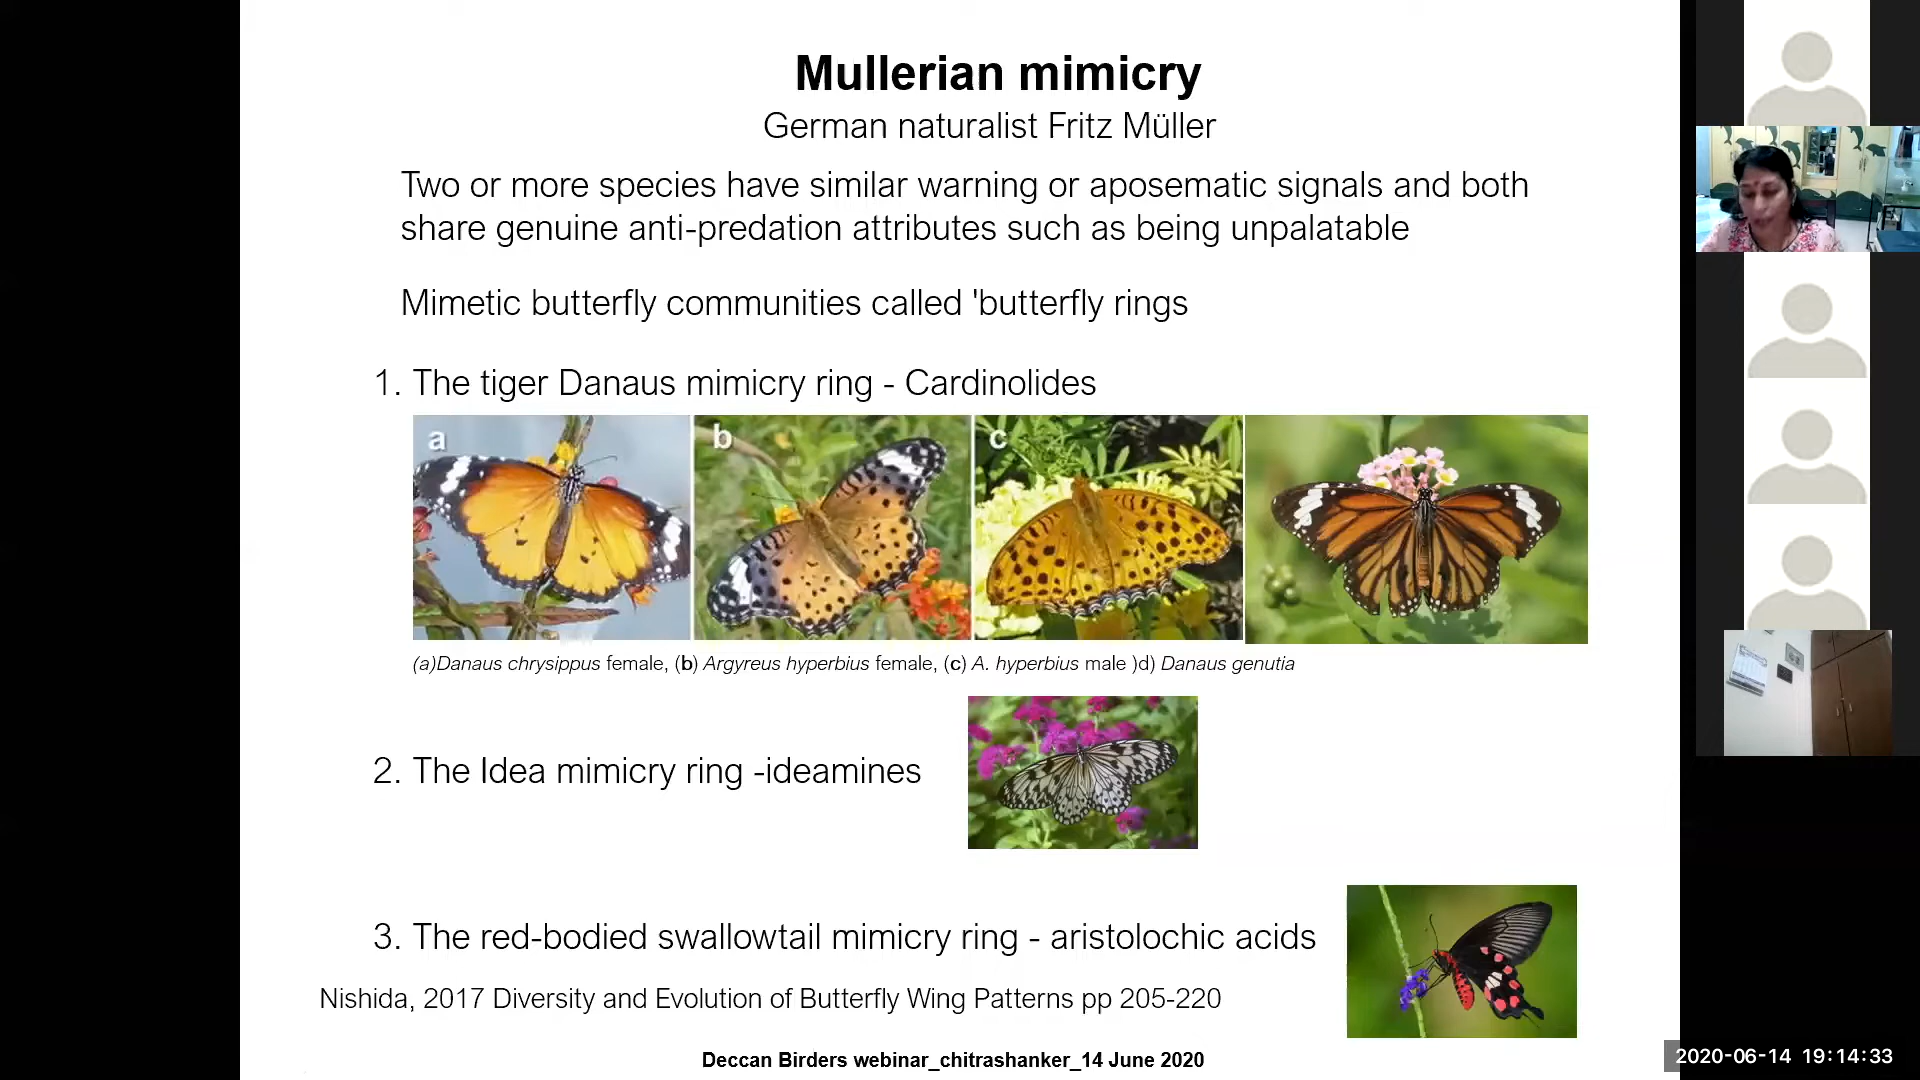 Mullerian mimicry
German naturalist Fritz Müller
Two or more species have similar warning or aposematic signals and both
share genuine anti-predation attributes such as being unpalatable
Mimetic butterfly communities called 'butterfly rings
1. The tiger Danaus mimicry ring - Cardinolides
a
b
c
(a)Danaus chrysippus female, (b) Argyreus hyperbius female, (c) A. hyperbius male )d) Danaus genutia
2. The Idea mimicry ring -ideamines
3. The red-bodied swallowtail mimicry ring - aristolochic acids
Nishida, 2017 Diversity and Evolution of Butterfly Wing Patterns pp 205-220
Deccan Birders webinar_chitrashanker_14 June 2020
2020-06-14 19:14:33